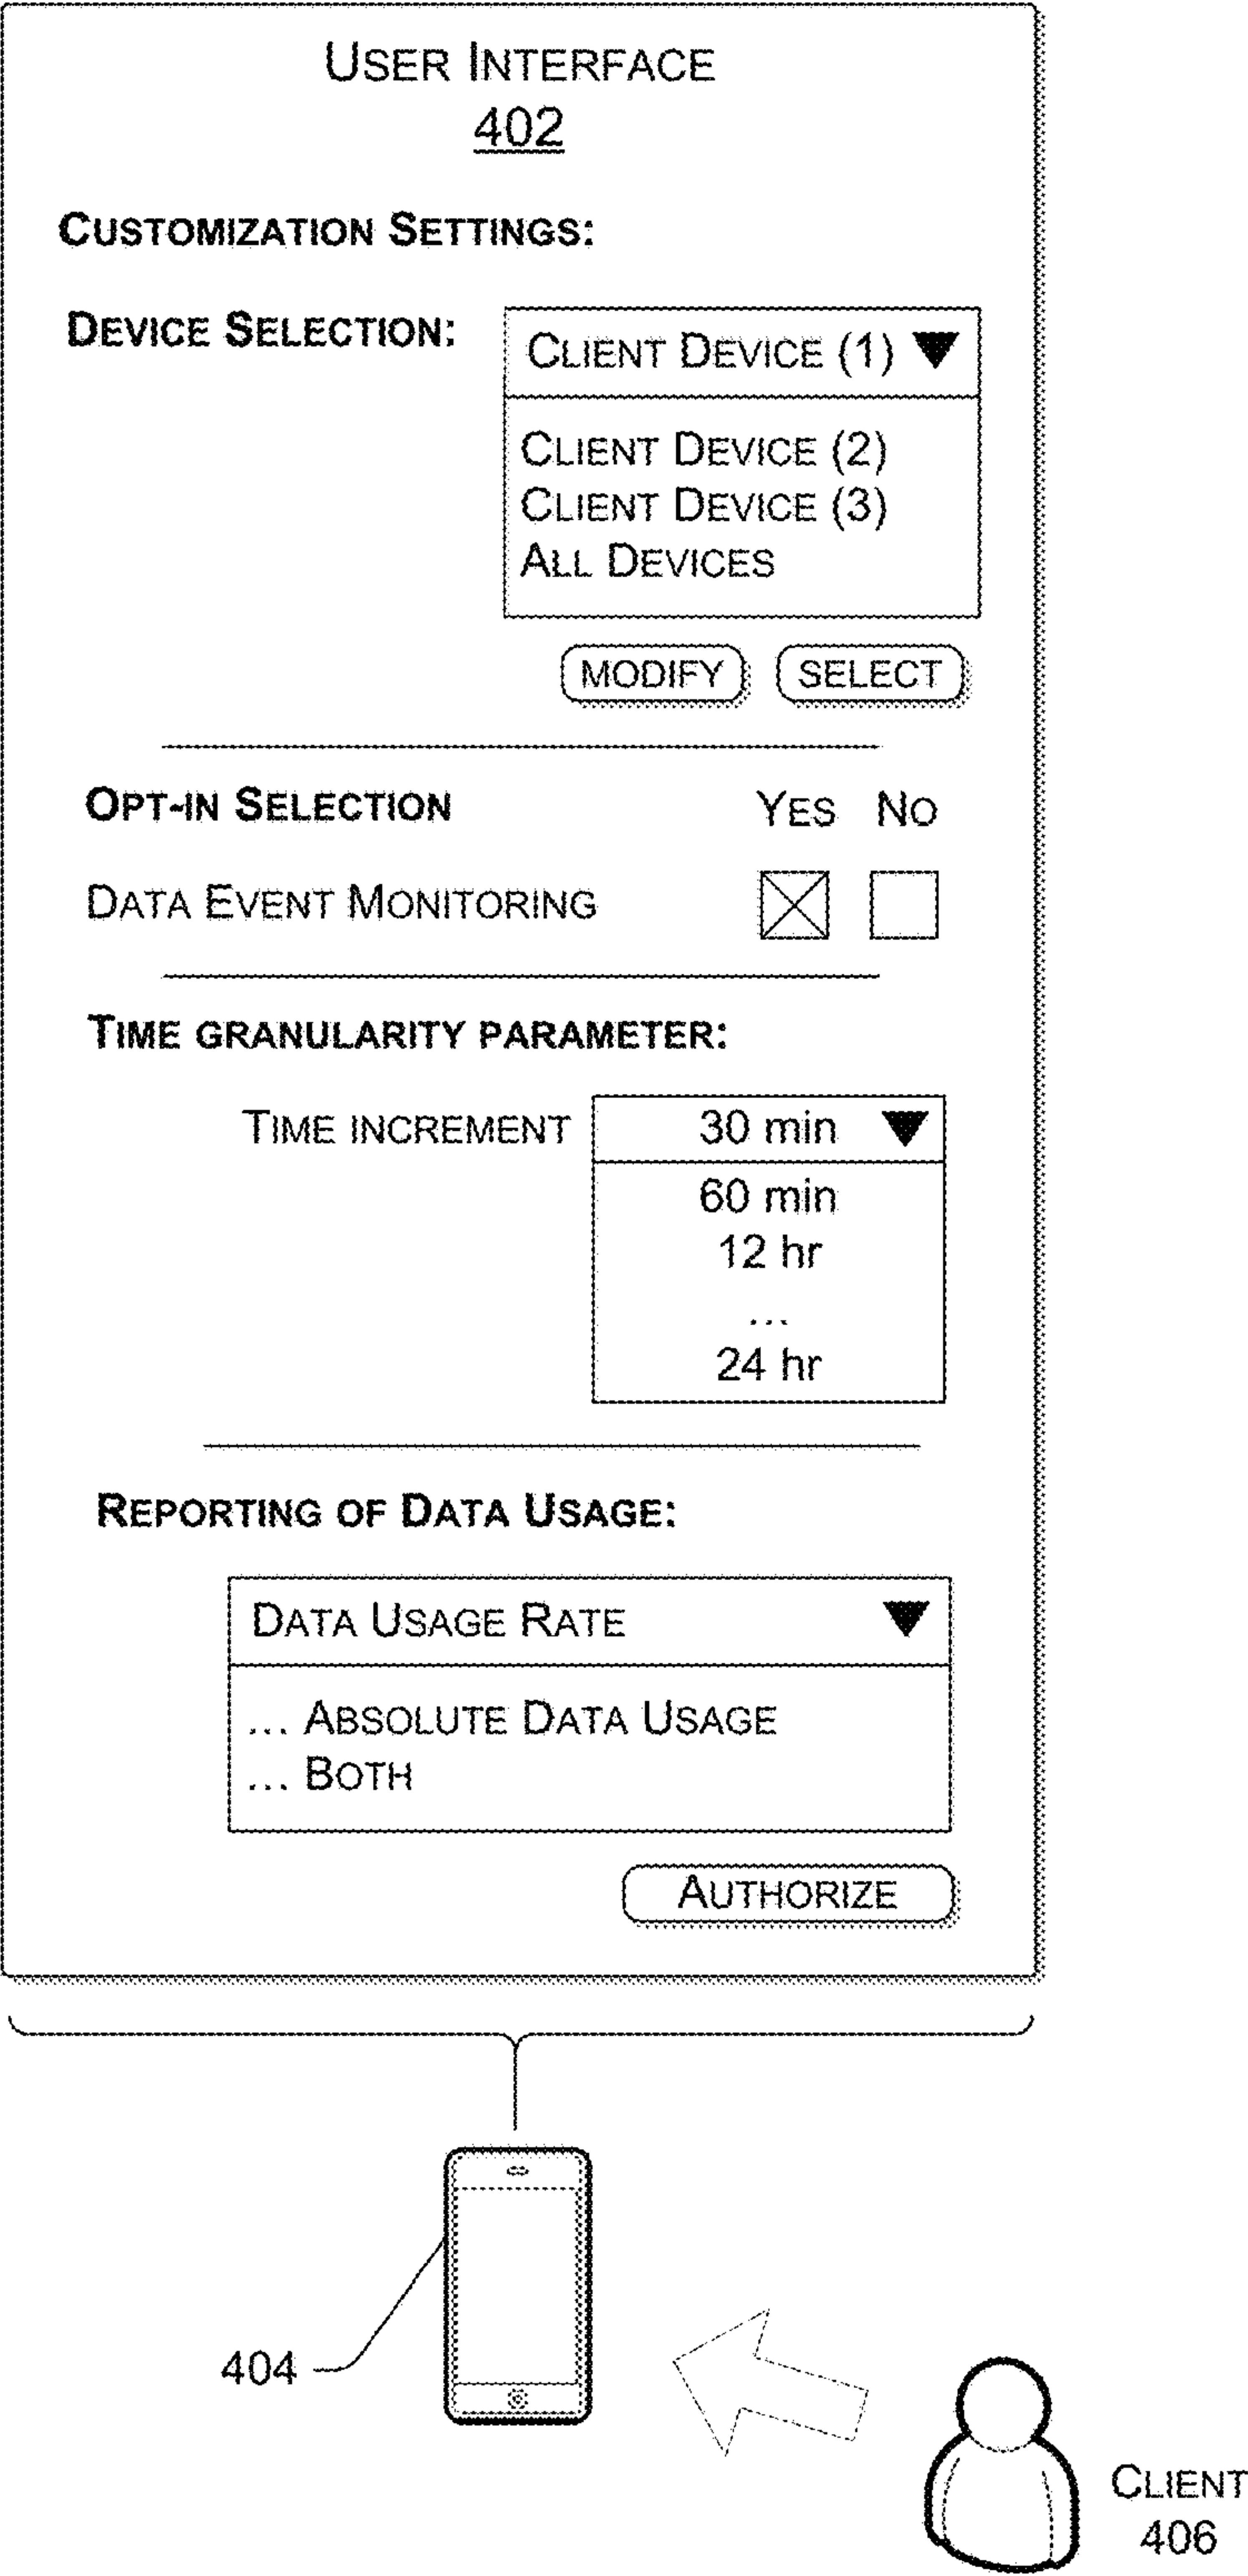 USER INTERFACE
402
CUSTOMIZATION SETTINGS:
DEVICE SELECTION:
CLIENT DEVICE (1)
CLIENT DEVICE (2)
CLIENT DEVICE (3)
ALL DEVICES
MODIFY SELECT
OPT-IN SELECTION YES NO
DATA EVENT MONITORING
TIME GRANULARITY PARAMETER:
TIME INCREMENT 30 min
60 min
12 hr
...
24 hr
REPORTING OF DATA USAGE:
DATA USAGE RATE
... ABSOLUTE DATA USAGE
... BOTH
AUTHORIZE
404
CLIENT
406